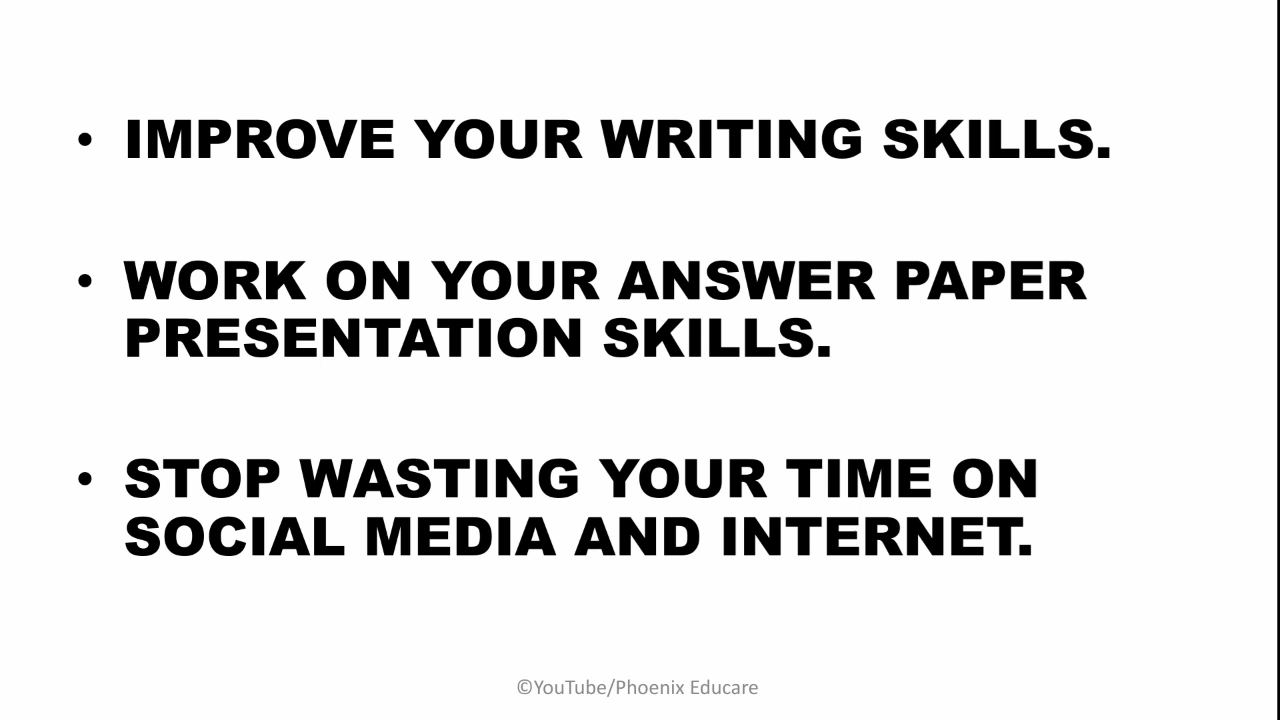 • IMPROVE YOUR WRITING SKILLS.
• WORK ON YOUR ANSWER PAPER
PRESENTATION SKILLS.
• STOP WASTING YOUR TIME ON
SOCIAL MEDIA AND INTERNET.
©YouTube/Phoenix Educare